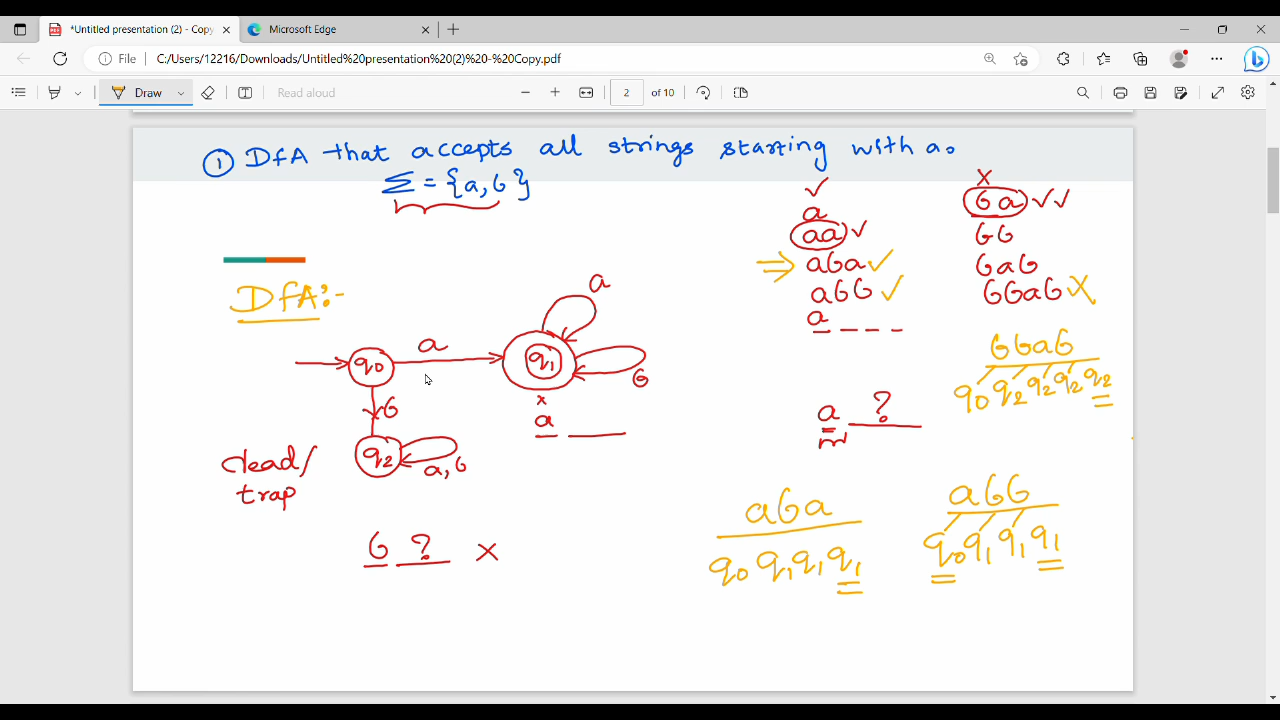 *Untitled presentation (2) - Copy
Microsoft Edge
File
C:/Users/12216/Downloads/Untitled%20presentation%20(2)%20-%20Copy.pdf
Draw
Read aloud
2 of 10
① DFA that accepts all strings starting with a.
Σ = {a, b}
✓
a
aa ✓
⇒ aba ✓
abb ✓
a _ _ _ _
x
ba ✓✓
bb
bab
bbab X
DFA:-
a
q0
a
q1
b
b
x
a
q2
a, b
dead/
trap
b ? x
a ?
bbab
q0 q2 q2 q2 q2
aba
q0 q1 q1 q1
abb
q0 q1 q1 q1